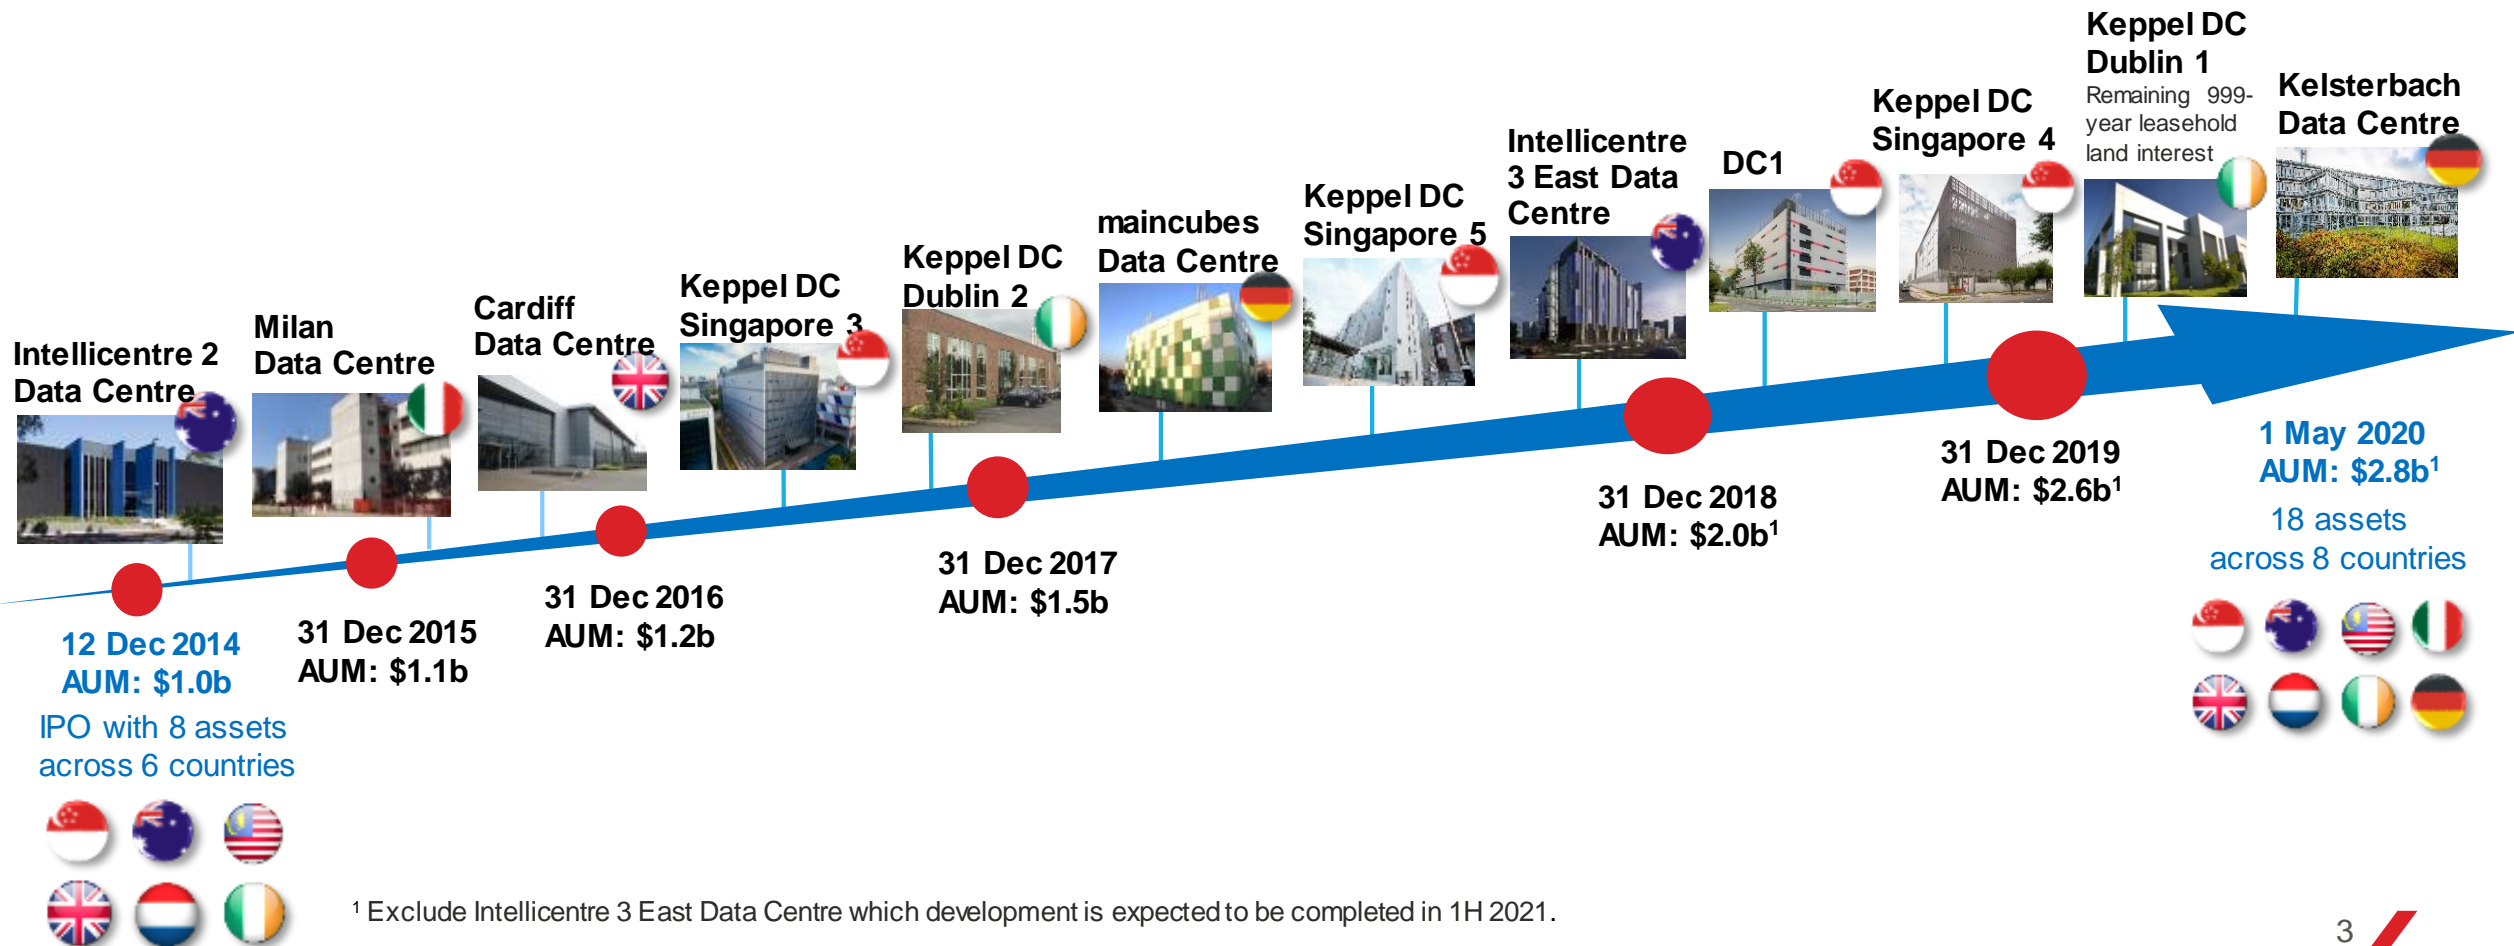 Intellicentre 2
Data Centre
Milan
Data Centre
Cardiff
Data Centre
Keppel DC
Singapore 3
Keppel DC
Dublin 2
maincubes
Data Centre
Keppel DC
Singapore 5
Intellicentre
3 East Data
Centre
DC1
Keppel DC
Singapore 4
Keppel DC
Dublin 1
Remaining 999-
year leasehold
land interest
Kelsterbach
Data Centre
12 Dec 2014
AUM: $1.0b
IPO with 8 assets
across 6 countries
31 Dec 2015
AUM: $1.1b
31 Dec 2016
AUM: $1.2b
31 Dec 2017
AUM: $1.5b
31 Dec 2018
AUM: $2.0b¹
31 Dec 2019
AUM: $2.6b¹
1 May 2020
AUM: $2.8b¹
18 assets
across 8 countries
¹ Exclude Intellicentre 3 East Data Centre which development is expected to be completed in 1H 2021.
3